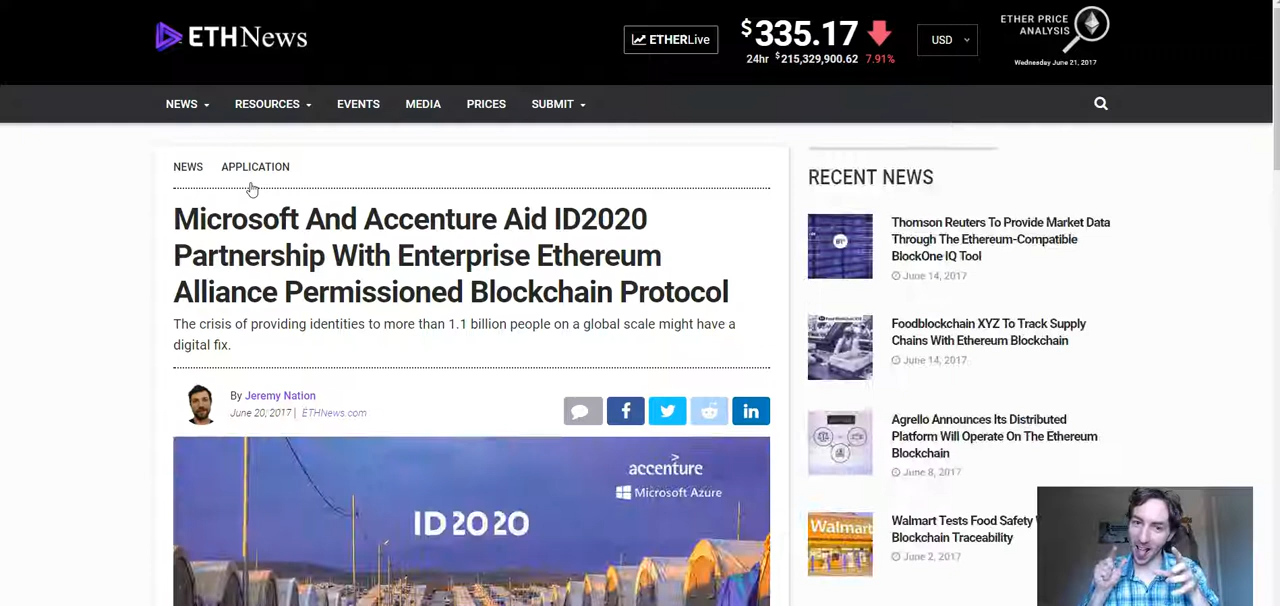 ETHNews
ETHERLive
$335.17
24hr $215,329,900.62 7.91%
USD
ETHER PRICE
ANALYSIS
Wednesday June 21, 2017
NEWS
RESOURCES
EVENTS
MEDIA
PRICES
SUBMIT
NEWS
APPLICATION
Microsoft And Accenture Aid ID2020
Partnership With Enterprise Ethereum
Alliance Permissioned Blockchain Protocol
The crisis of providing identities to more than 1.1 billion people on a global scale might have a
digital fix.
By Jeremy Nation
June 20, 2017 | ETHNews.com
accenture
Microsoft Azure
ID2020
RECENT NEWS
Thomson Reuters To Provide Market Data
Through The Ethereum-Compatible
BlockOne IQ Tool
June 14, 2017
Foodblockchain XYZ To Track Supply
Chains With Ethereum Blockchain
June 14, 2017
Agrello Announces Its Distributed
Platform Will Operate On The Ethereum
Blockchain
June 8, 2017
Walmart
Walmart Tests Food Safety
Blockchain Traceability
June 2, 2017